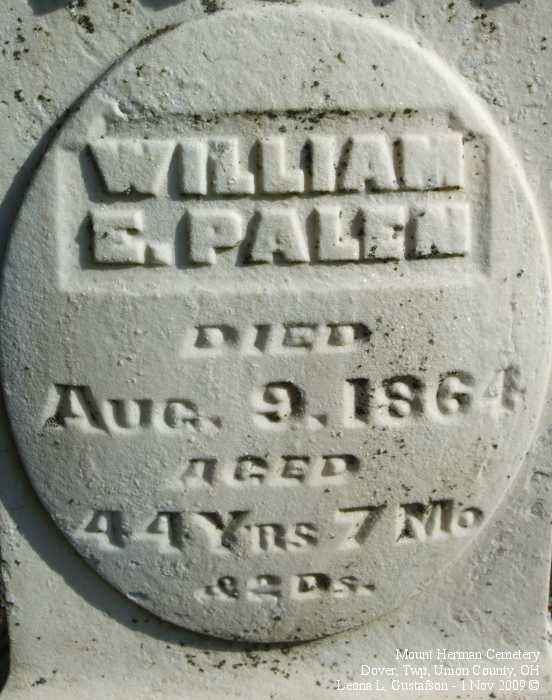 WILLIAM
E. PALEN
DIED
AUG. 9. 1864
AGED
44 YRS 7 MO
& 2 DS.
Mount Herman Cemetery
Dover, Twp, Union County, OH
Leona L. Gustafson - 1 Nov 2009 ©